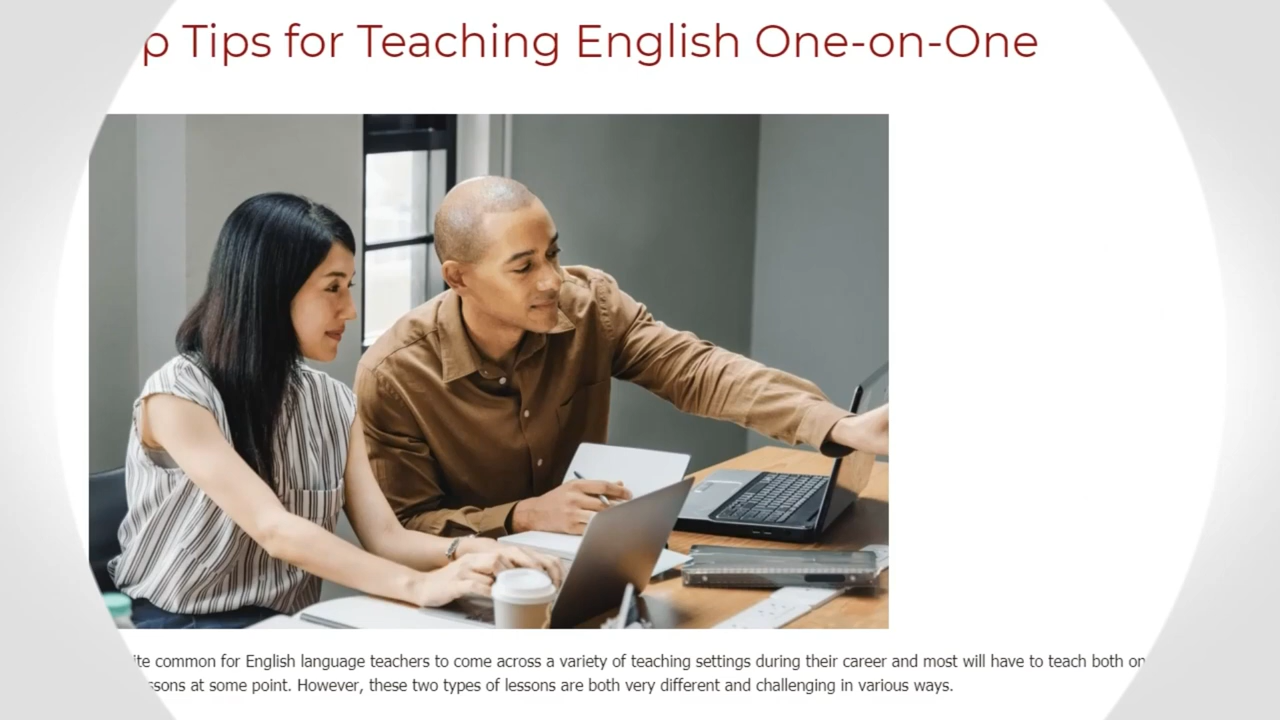 p Tips for Teaching English One-on-One
ite common for English language teachers to come across a variety of teaching settings during their career and most will have to teach both on
ssons at some point. However, these two types of lessons are both very different and challenging in various ways.